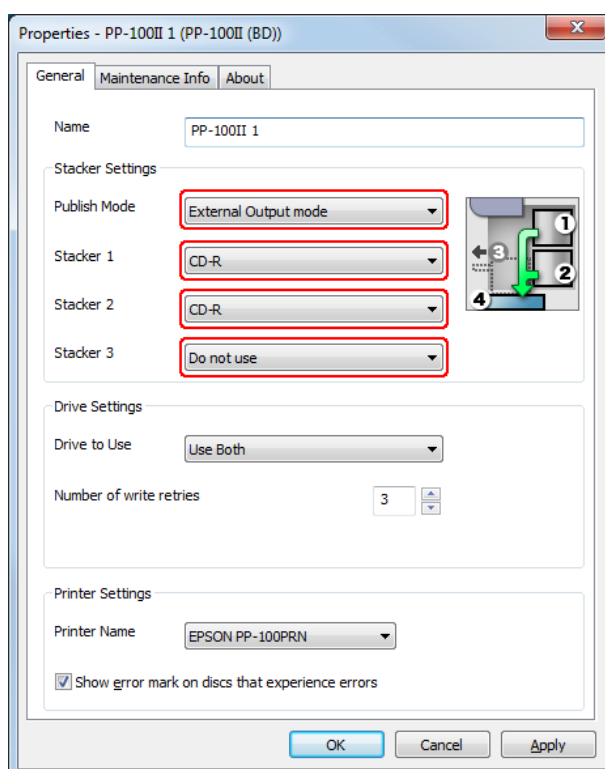 Properties - PP-100II 1 (PP-100II (BD))
General Maintenance Info About
Name PP-100II 1
Stacker Settings
Publish Mode External Output mode
1
Stacker 1 CD-R
3
2
Stacker 2 CD-R
4
Stacker 3 Do not use
Drive Settings
Drive to Use Use Both
Number of write retries 3
Printer Settings
Printer Name EPSON PP-100PRN
Show error mark on discs that experience errors
OK Cancel Apply